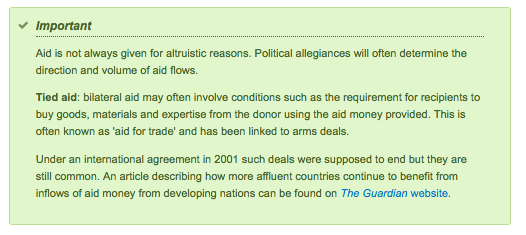 Important
Aid is not always given for altruistic reasons. Political allegiances will often determine the
direction and volume of aid flows.
Tied aid: bilateral aid may often involve conditions such as the requirement for recipients to
buy goods, materials and expertise from the donor using the aid money provided. This is
often known as 'aid for trade' and has been linked to arms deals.
Under an international agreement in 2001 such deals were supposed to end but they are
still common. An article describing how more affluent countries continue to benefit from
inflows of aid money from developing nations can be found on The Guardian website.